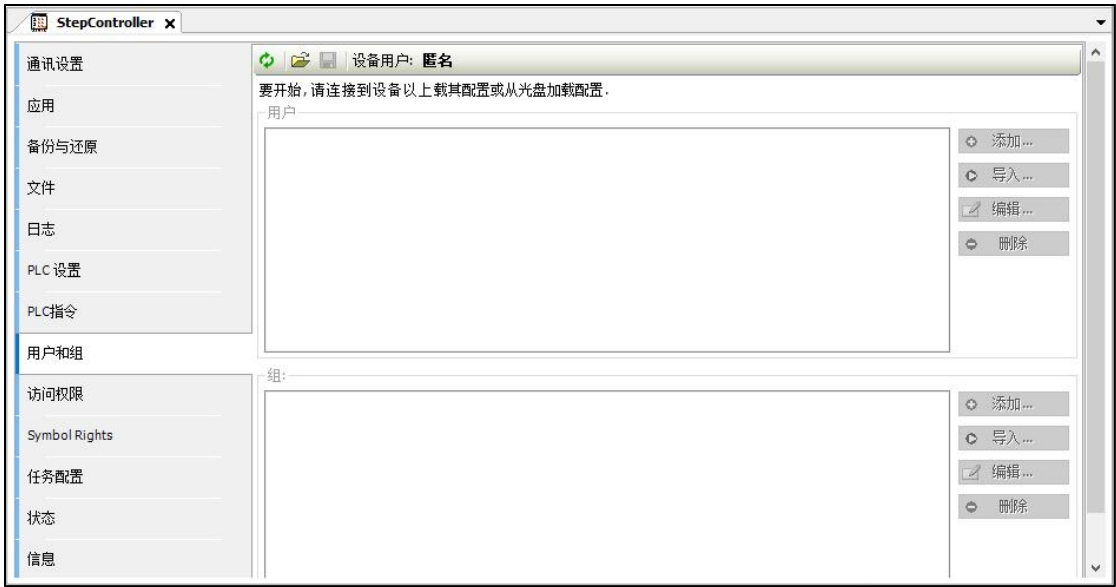 StepController
通讯设置
应用
备份与还原
文件
日志
PLC 设置
PLC指令
用户和组
访问权限
Symbol Rights
任务配置
状态
信息
设备用户: 匿名
要开始,请连接到设备以上载其配置或从光盘加载配置.
用户
添加...
导入...
编辑...
删除
组:
添加...
导入...
编辑...
删除